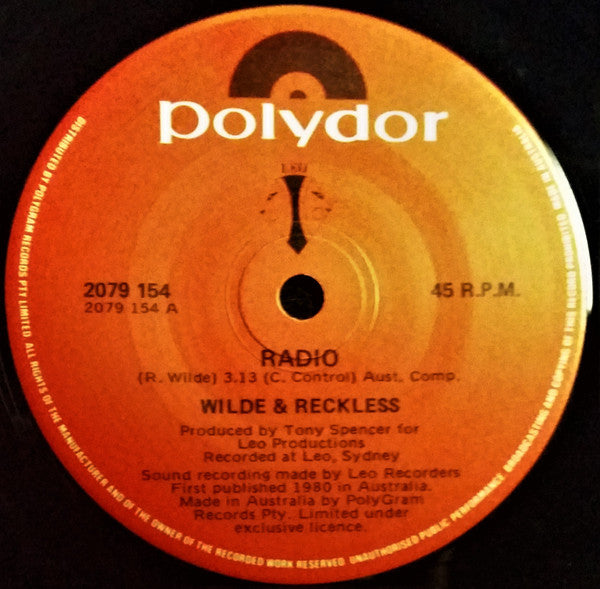 polydor
LEO
2079 154
45 R.P.M.
2079 154 A
RADIO
(R. Wilde) 3.13 (C. Control) Aust. Comp.
WILDE & RECKLESS
Produced by Tony Spencer for
Leo Productions
Recorded at Leo, Sydney
Sound recording made by Leo Recorders
First published 1980 in Australia.
Made in Australia by PolyGram
Records Pty. Limited under
exclusive licence.
DISTRIBUTED BY POLYGRAM RECORDS PTY LIMITED. ALL RIGHTS OF THE MANUFACTURER AND OF THE OWNER OF THE RECORDED WORK RESERVED. UNAUTHORISED PUBLIC PERFORMANCE BROADCASTING AND COPYING OF THIS RECORD PROHIBITED MADE IN AUSTRALIA